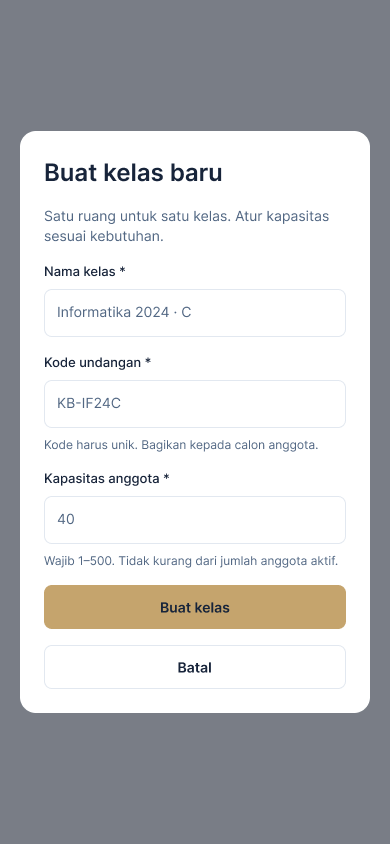 Buat kelas baru
Satu ruang untuk satu kelas. Atur kapasitas
sesuai kebutuhan.
Nama kelas *
Informatika 2024 · C
Kode undangan *
KB-IF24C
Kode harus unik. Bagikan kepada calon anggota.
Kapasitas anggota *
40
Wajib 1–500. Tidak kurang dari jumlah anggota aktif.
Buat kelas
Batal